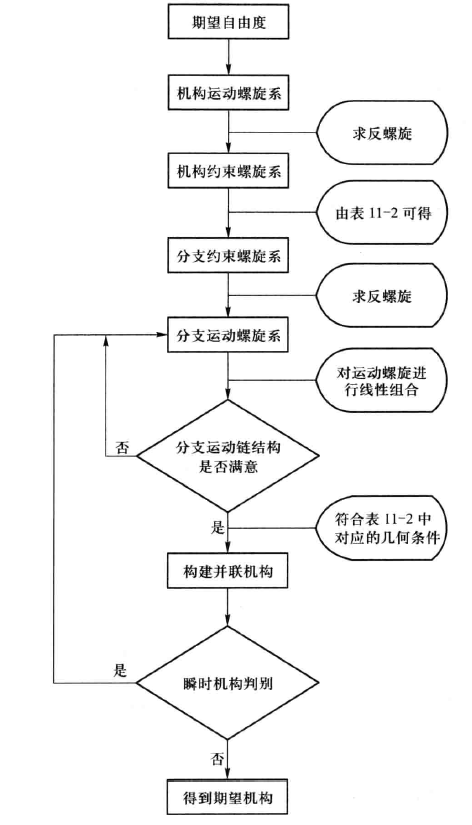 期望自由度
机构运动螺旋系
求反螺旋
机构约束螺旋系
由表 11-2 可得
分支约束螺旋系
求反螺旋
分支运动螺旋系
对运动螺旋进
行线性组合
否
分支运动链结构
是否满意
是
符合表 11-2 中
对应的几何条件
构建并联机构
是
瞬时机构判别
否
得到期望机构